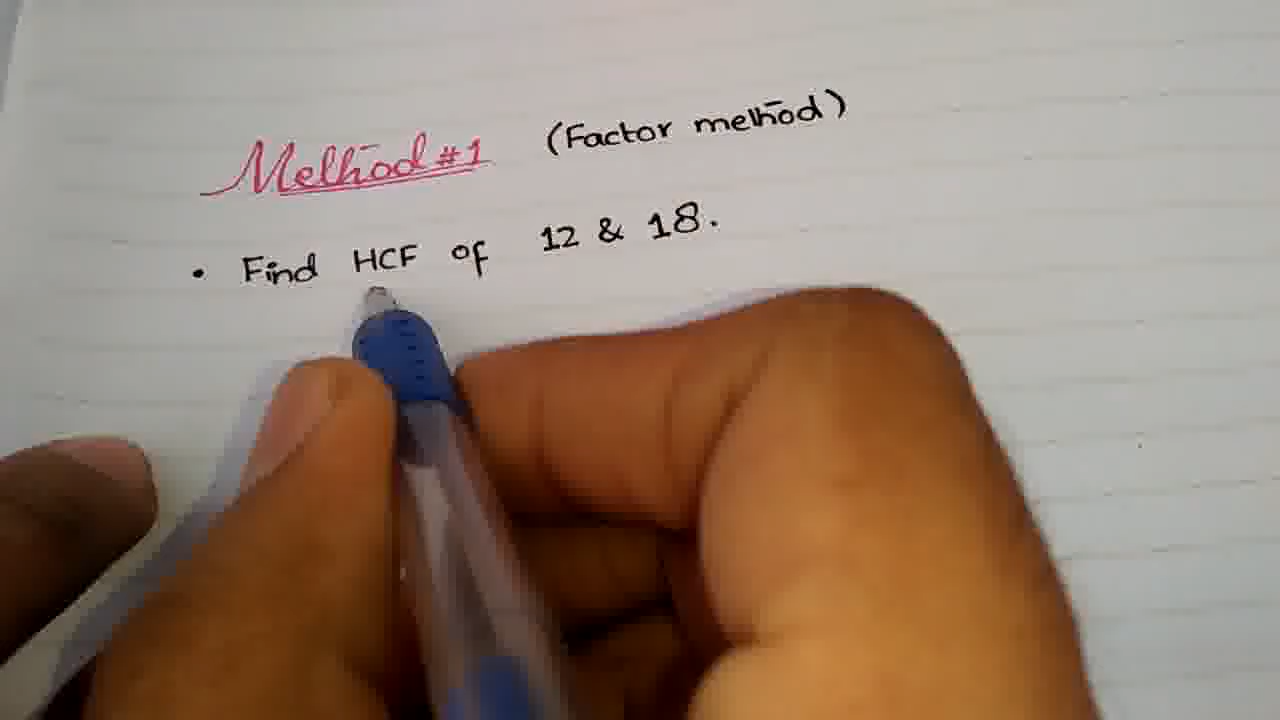 Method #1 (Factor method)
• Find HCF of 12 & 18.